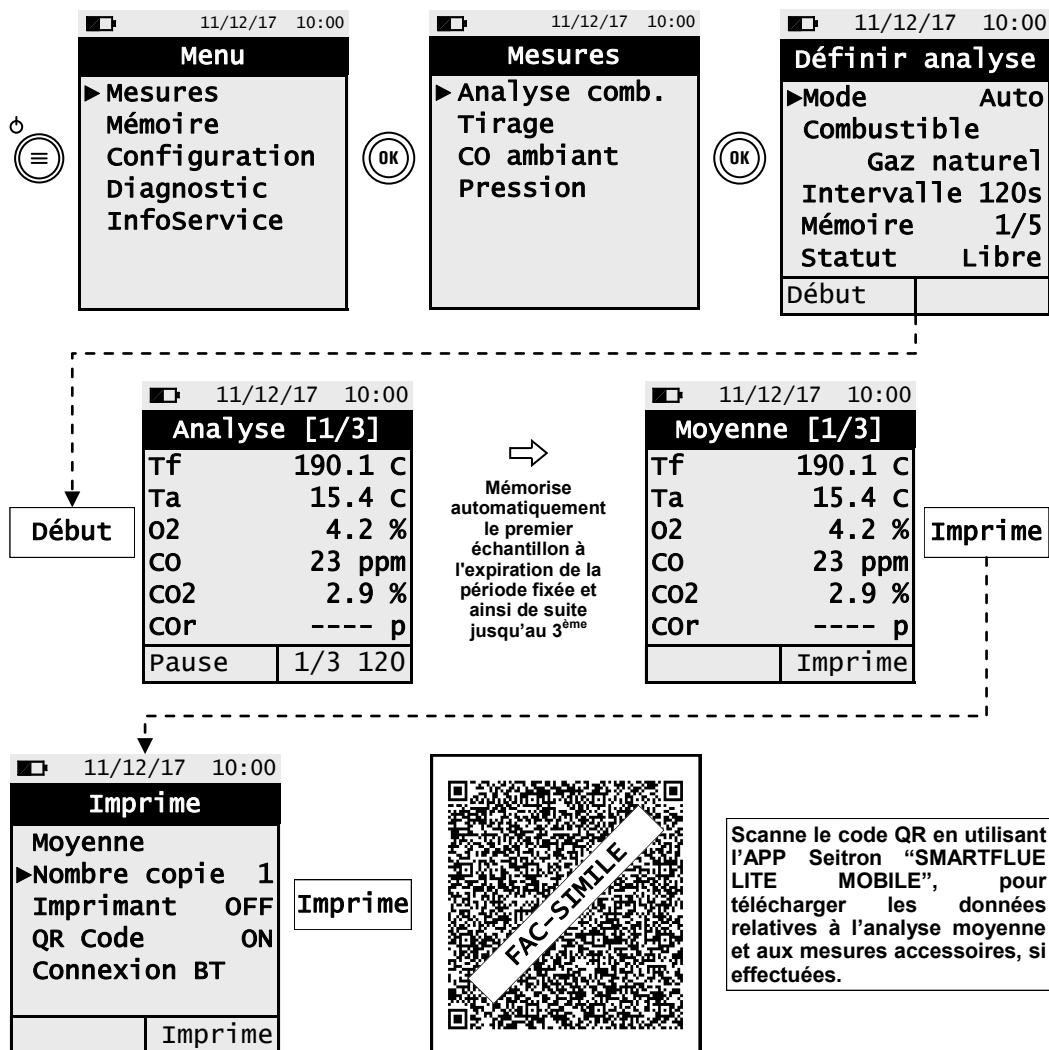 11/12/17 10:00
Menu
Mesures
Mémoire
Configuration
Diagnostic
InfoService
OK
11/12/17 10:00
Mesures
Analyse comb.
Tirage
CO ambiant
Pression
OK
11/12/17 10:00
Définir analyse
Mode Auto
Combustible
Gaz naturel
Intervalle 120s
Mémoire 1/5
Statut Libre
Début
Début
11/12/17 10:00
Analyse [1/3]
Tf 190.1 C
Ta 15.4 C
O2 4.2 %
CO 23 ppm
CO2 2.9 %
COr ---- p
Pause 1/3 120
Mémorise
automatiquement
le premier
échantillon à
l'expiration de la
période fixée et
ainsi de suite
jusqu’au 3ème
11/12/17 10:00
Moyenne [1/3]
Tf 190.1 C
Ta 15.4 C
O2 4.2 %
CO 23 ppm
CO2 2.9 %
COr ---- p
Imprime
Imprime
11/12/17 10:00
Imprime
Moyenne
Nombre copie 1
Imprimant OFF
QR Code ON
Connexion BT
Imprime
Imprime
FAC-SIMILE
Scanne le code QR en utilisant
l’APP Seitron “SMARTFLUE
LITE MOBILE”, pour
télécharger les données
relatives à l’analyse moyenne
et aux mesures accessoires, si
effectuées.